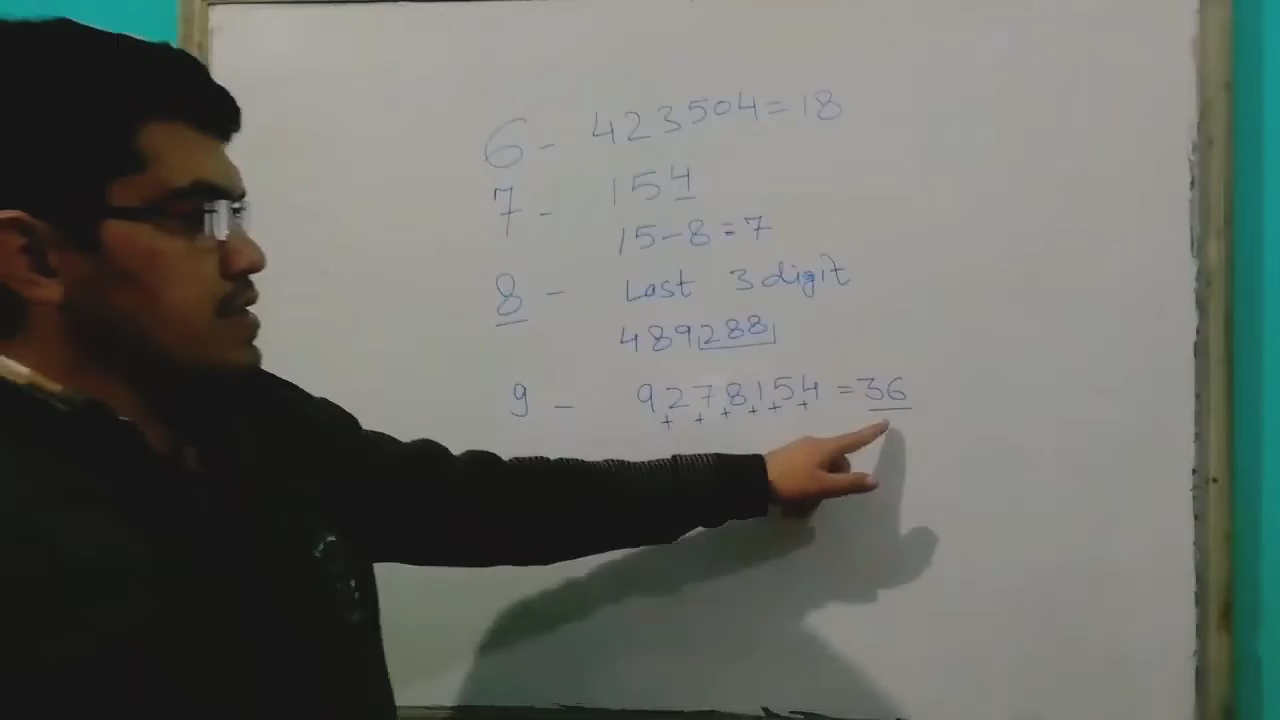 6 - 423504 = 18
7 - 154
15 - 8 = 7
8 - Last 3 digit
489288
9 - 9278154 = 36
+ + + + + +